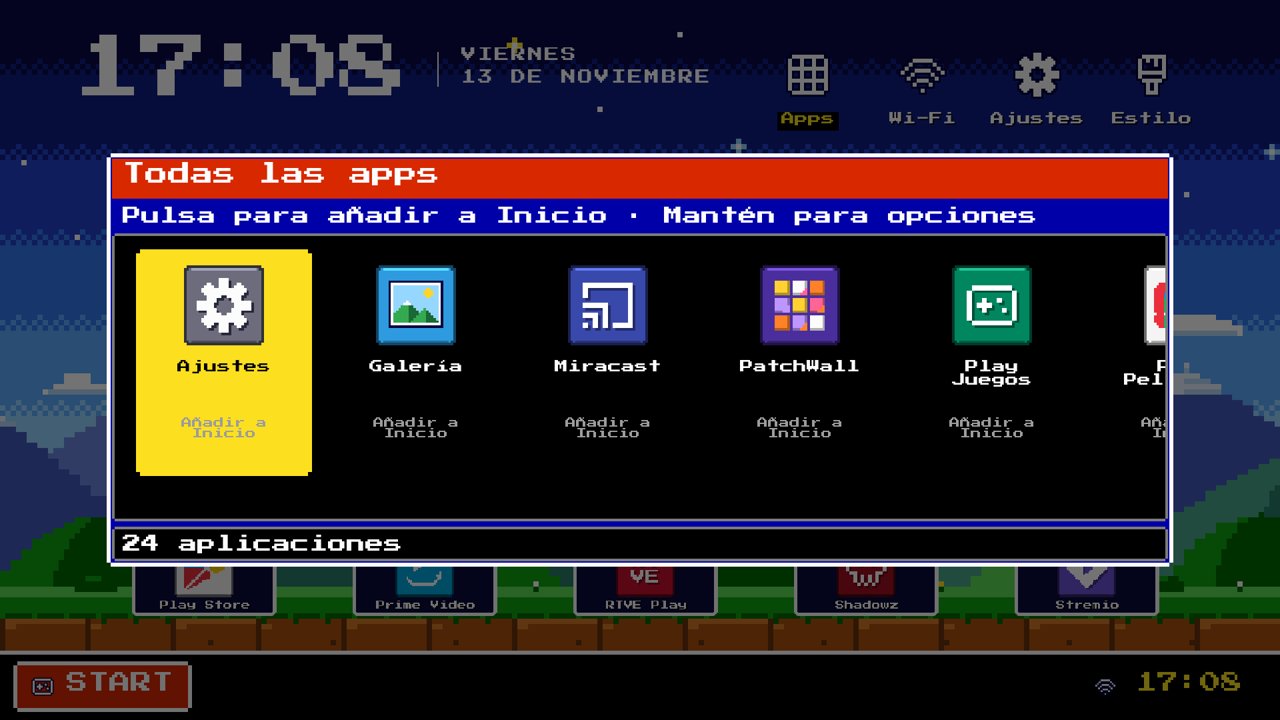 17:08
VIERNES
13 DE NOVIEMBRE
Apps
Wi-Fi
Ajustes
Estilo
Todas las apps
Pulsa para añadir a Inicio · Mantén para opciones
Ajustes
Galería
Miracast
PatchWall
Play
Juegos
Añadir a
Inicio
Añadir a
Inicio
Añadir a
Inicio
Añadir a
Inicio
Añadir a
Inicio
24 aplicaciones
VE
Play Store
Prime Video
RTVE Play
Shadowz
Stremio
START
17:08